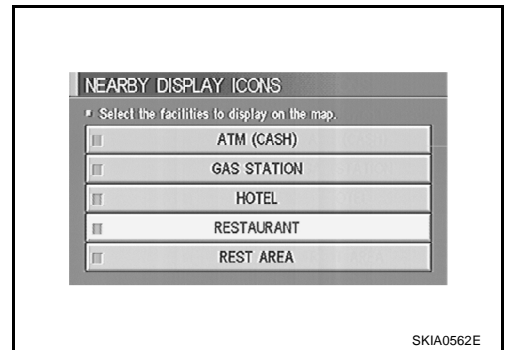 NEARBY DISPLAY ICONS
Select the facilities to display on the map.
ATM (CASH)
GAS STATION
HOTEL
RESTAURANT
REST AREA
SKIA0562E